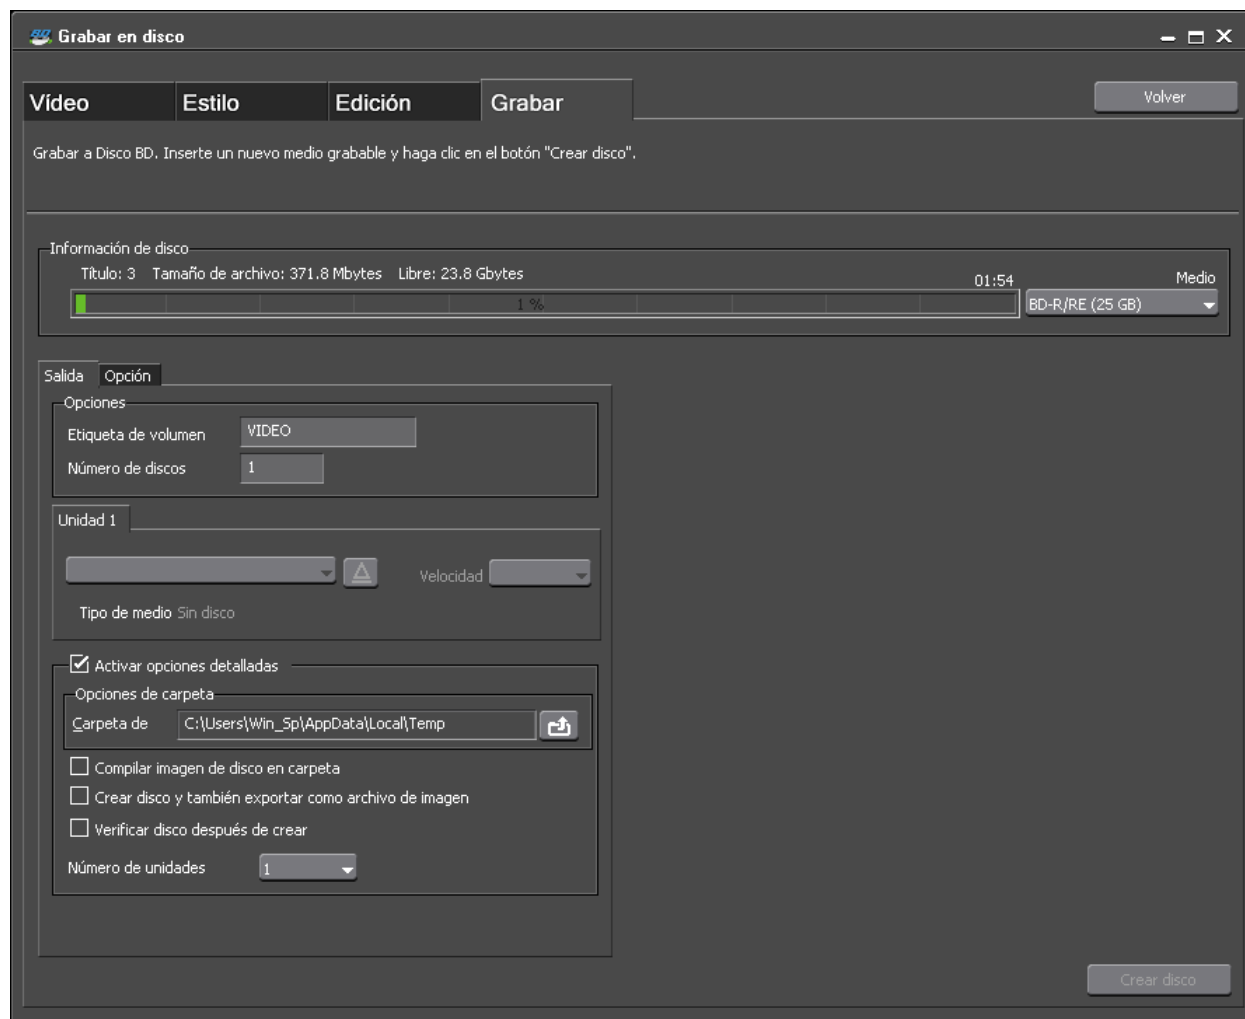 Grabar en disco
Vídeo Estilo Edición Grabar Volver
Grabar a Disco BD. Inserte un nuevo medio grabable y haga clic en el botón "Crear disco".
Información de disco
Título: 3 Tamaño de archivo: 371.8 Mbytes Libre: 23.8 Gbytes 01:54 Medio
1 % BD-R/RE (25 GB)
Salida Opción
Opciones
Etiqueta de volumen VIDEO
Número de discos 1
Unidad 1
Velocidad
Tipo de medio Sin disco
Activar opciones detalladas
Opciones de carpeta
Carpeta de C:\Users\Win_Sp\AppData\Local\Temp
Compilar imagen de disco en carpeta
Crear disco y también exportar como archivo de imagen
Verificar disco después de crear
Número de unidades 1
Crear disco